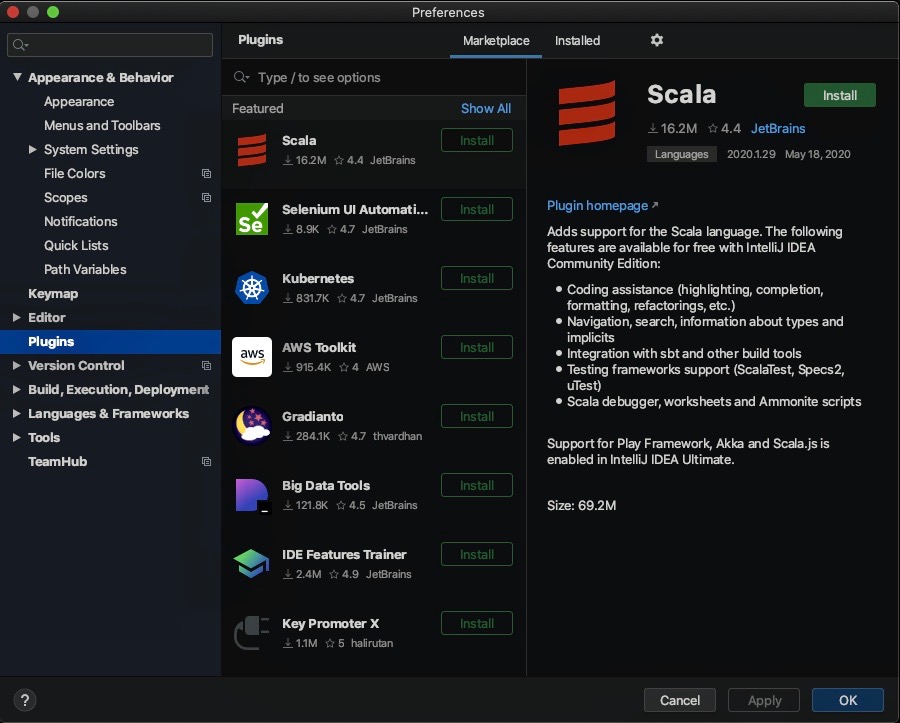 Preferences
Appearance & Behavior
Appearance
Menus and Toolbars
System Settings
File Colors
Scopes
Notifications
Quick Lists
Path Variables
Keymap
Editor
Plugins
Version Control
Build, Execution, Deployment
Languages & Frameworks
Tools
TeamHub
Plugins
Marketplace
Installed
Type / to see options
Featured
Show All
Scala
16.2M 4.4 JetBrains
Install
Selenium UI Automati...
8.9K 4.7 JetBrains
Install
Kubernetes
831.7K 4.7 JetBrains
Install
aws
AWS Toolkit
915.4K 4 AWS
Install
Gradianto
284.1K 4.7 thvardhan
Install
Big Data Tools
121.8K 4.5 JetBrains
Install
IDE Features Trainer
2.4M 4.9 JetBrains
Install
Key Promoter X
1.1M 5 halirutan
Install
Se
Scala
Install
16.2M 4.4 JetBrains
Languages 2020.1.29 May 18, 2020
Plugin homepage
Adds support for the Scala language. The following
features are available for free with IntelliJ IDEA
Community Edition:
• Coding assistance (highlighting, completion,
formatting, refactorings, etc.)
• Navigation, search, information about types and
implicits
• Integration with sbt and other build tools
• Testing frameworks support (ScalaTest, Specs2,
uTest)
• Scala debugger, worksheets and Ammonite scripts
Support for Play Framework, Akka and Scala.js is
enabled in IntelliJ IDEA Ultimate.
Size: 69.2M
?
Cancel
Apply
OK